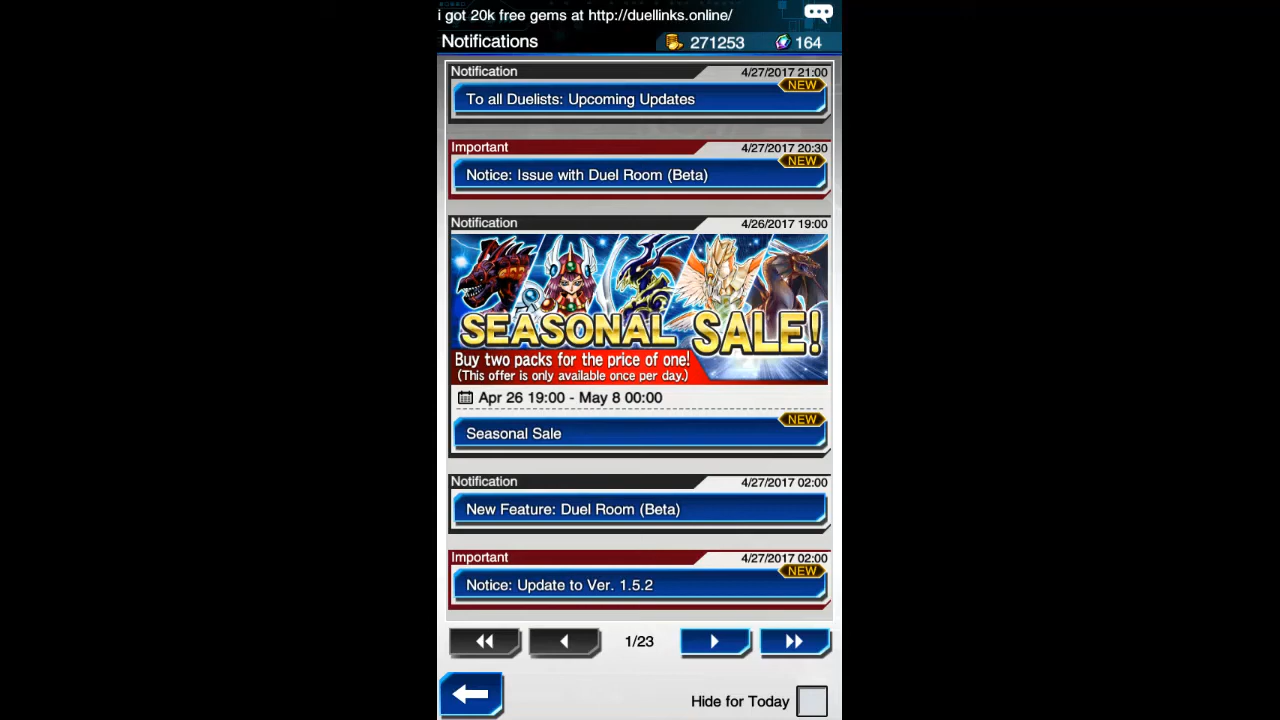 i got 20k free gems at http://duellinks.online/
Notifications
271253
164
Notification
4/27/2017 21:00
NEW
To all Duelists: Upcoming Updates
Important
4/27/2017 20:30
NEW
Notice: Issue with Duel Room (Beta)
Notification
4/26/2017 19:00
SEASONAL SALE!
Buy two packs for the price of one!
(This offer is only available once per day.)
Apr 26 19:00 - May 8 00:00
NEW
Seasonal Sale
Notification
4/27/2017 02:00
New Feature: Duel Room (Beta)
Important
4/27/2017 02:00
NEW
Notice: Update to Ver. 1.5.2
1/23
Hide for Today